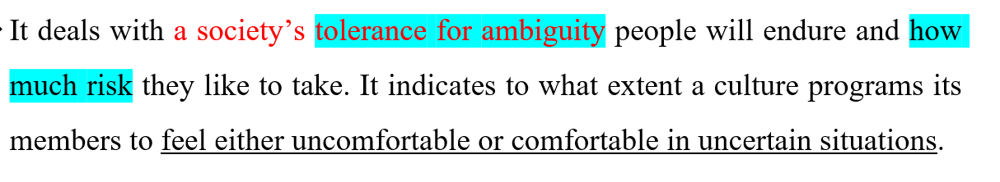 It deals with a society’s tolerance for ambiguity people will endure and how
much risk they like to take. It indicates to what extent a culture programs its
members to feel either uncomfortable or comfortable in uncertain situations.